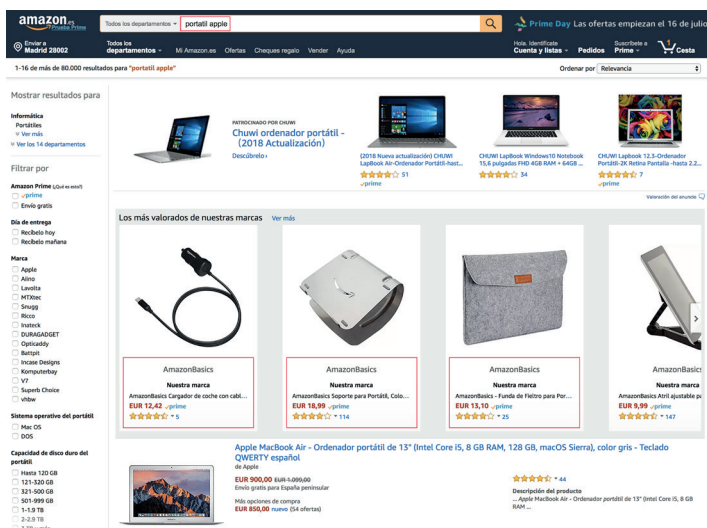 amazon.es
Prueba Prime
Todos los departamentos
portatil apple
Prime Day Las ofertas empiezan el 16 de julio
Enviar a
Madrid 28002
Todos los
departamentos
Mi Amazon.es Ofertas Cheques regalo Vender Ayuda
Hola. Identifícate
Cuenta y listas
Pedidos
Suscríbete a
Prime
1
Cesta
1-16 de más de 80.000 resultados para "portatil apple"
Ordenar por Relevancia
Mostrar resultados para
Informática
Portátiles
Ver más
Ver los 14 departamentos
Filtrar por
Amazon Prime (¿Qué es esto?)
prime
Envío gratis
Día de entrega
Recíbelo hoy
Recíbelo mañana
Marca
Apple
Aiino
Lavolta
MTXtec
Snugg
Ricco
Inateck
DURAGADGET
Opticaddy
Battpit
Incase Designs
Komputerbay
V7
Superb Choice
vhbw
Sistema operativo del portátil
Mac OS
DOS
Capacidad de disco duro del
portátil
Hasta 120 GB
121-320 GB
321-500 GB
501-999 GB
1-1.9 TB
2-2.9 TB
PATROCINADO POR CHUWI
Chuwi ordenador portátil -
(2018 Actualización)
Descúbrelo ›
(2018 Nueva actualización) CHUWI
LapBook Air-Ordenador Portátil-hast...
51
prime
CHUWI LapBook Windows10 Notebook
15,6 pulgadas FHD 4GB RAM + 64GB ...
34
CHUWI Lapbook 12.3-Ordenador
Portátil-2K Retina Pantalla -hasta 2,2...
7
prime
Valoración del anuncio
Los más valorados de nuestras marcas Ver más
AmazonBasics
Nuestra marca
AmazonBasics Cargador de coche con cabl...
EUR 12,42 prime
5
AmazonBasics
Nuestra marca
AmazonBasics Soporte para Portátil, Colo...
EUR 18,99 prime
114
AmazonBasics
Nuestra marca
AmazonBasics - Funda de Fieltro para Por...
EUR 13,10 prime
25
AmazonBasics
Nuestra marca
AmazonBasics Atril ajustable pa
EUR 9,99 prime
147
Apple MacBook Air - Ordenador portátil de 13" (Intel Core i5, 8 GB RAM, 128 GB, macOS Sierra), color gris - Teclado
QWERTY español
de Apple
EUR 900,00 EUR 1.099,00
Envío gratis para España peninsular
Más opciones de compra
EUR 850,00 nuevo (54 ofertas)
44
Descripción del producto
... Apple MacBook Air - Ordenador portátil de 13" (Intel Core i5, 8 GB
RAM ...